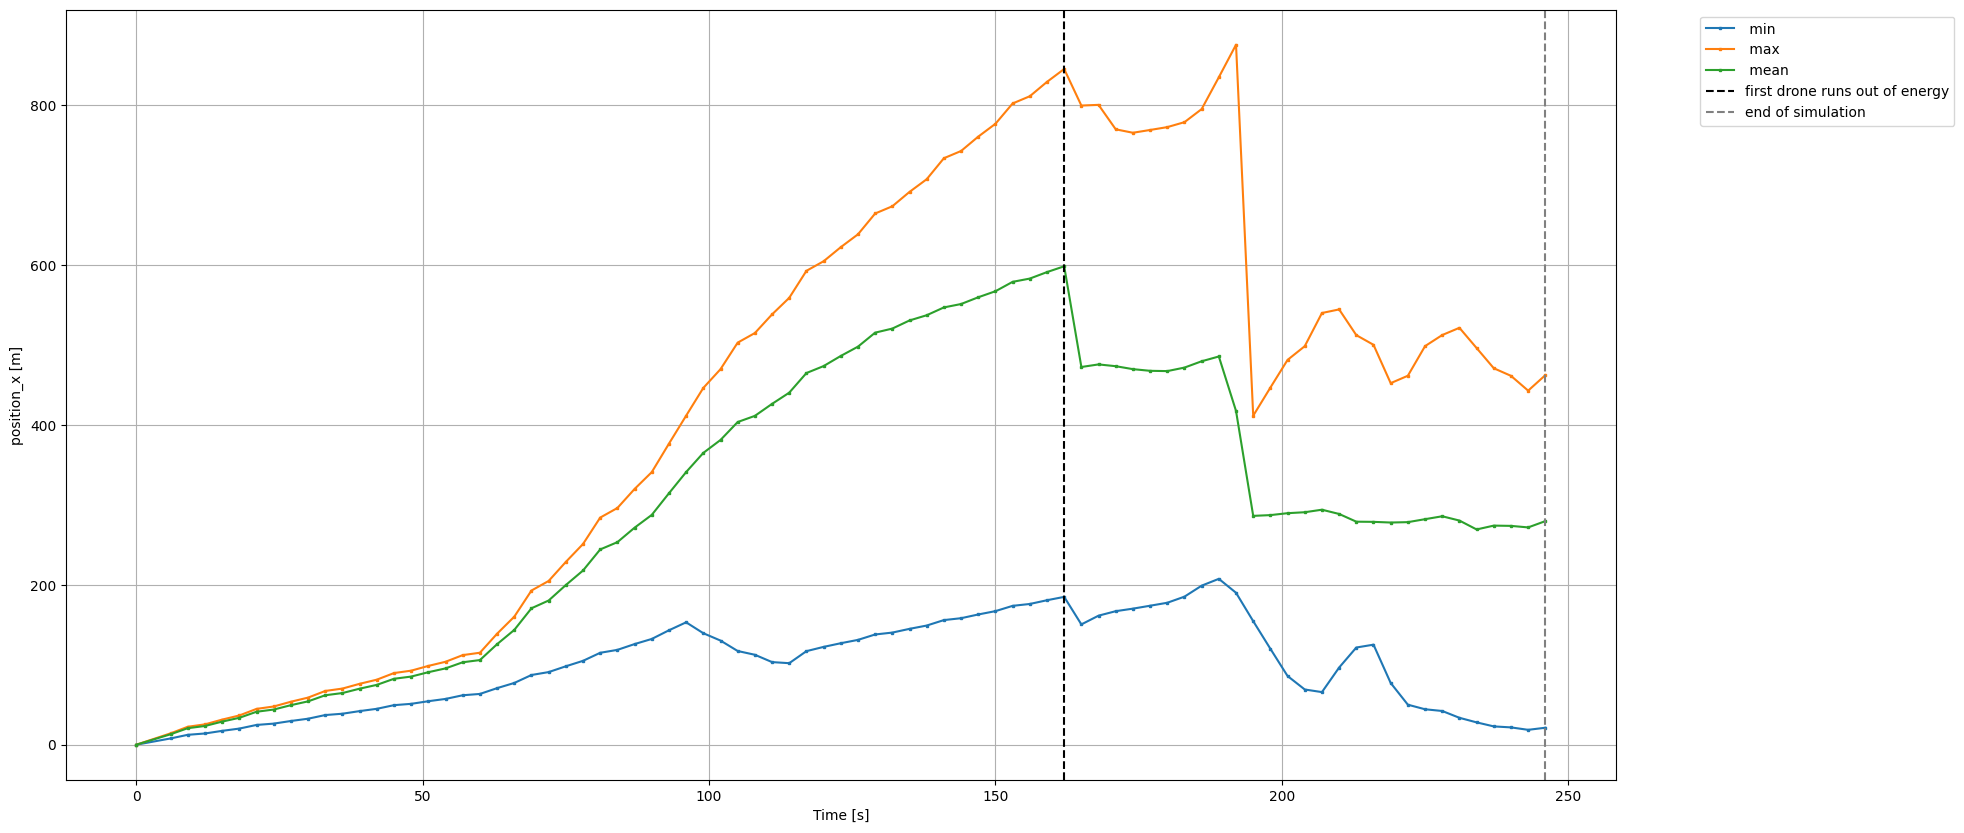 min
max
mean
first drone runs out of energy
end of simulation
position_x [m]
800
600
400
200
0
0 50 100 150 200 250
Time [s]